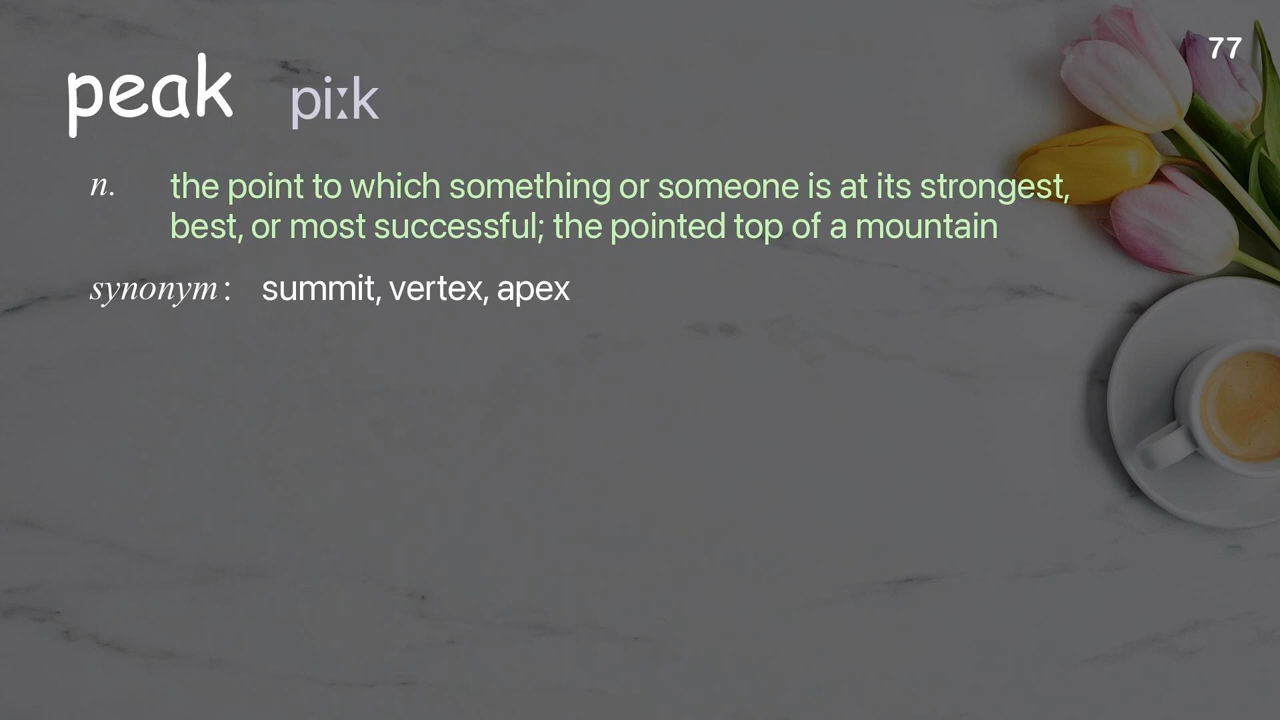 77
peak piːk
n. the point to which something or someone is at its strongest,
best, or most successful; the pointed top of a mountain
synonym: summit, vertex, apex